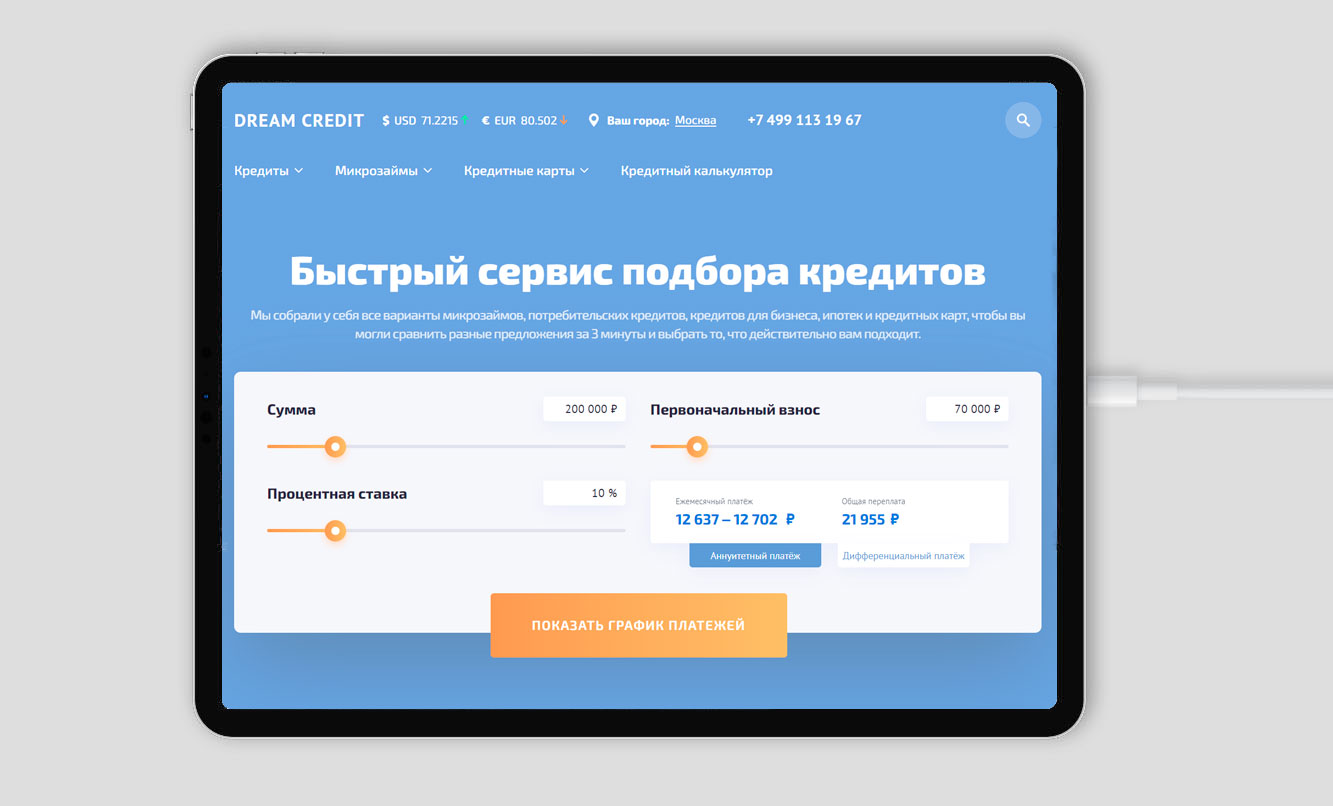 DREAM CREDIT $ USD 71.2215 € EUR 80.502 Ваш город: Москва +7 499 113 19 67
Кредиты Микрозаймы Кредитные карты Кредитный калькулятор
Быстрый сервис подбора кредитов
Мы собрали у себя все варианты микрозаймов, потребительских кредитов, кредитов для бизнеса, ипотек и кредитных карт, чтобы вы
могли сравнить разные предложения за 3 минуты и выбрать то, что действительно вам подходит.
Сумма 200 000 ₽
Первоначальный взнос 70 000 ₽
Процентная ставка 10 %
Ежемесячный платёж Общая переплата
12 637 – 12 702 ₽ 21 955 ₽
Аннуитетный платёж Дифференциальный платёж
ПОКАЗАТЬ ГРАФИК ПЛАТЕЖЕЙ